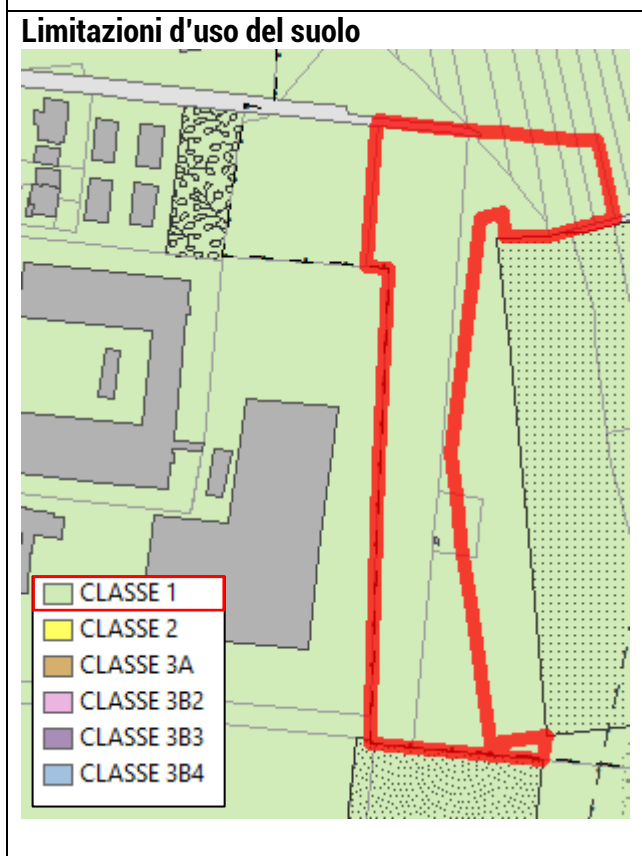 Limitazioni d'uso del suolo
CLASSE 1
CLASSE 2
CLASSE 3A
CLASSE 3B2
CLASSE 3B3
CLASSE 3B4